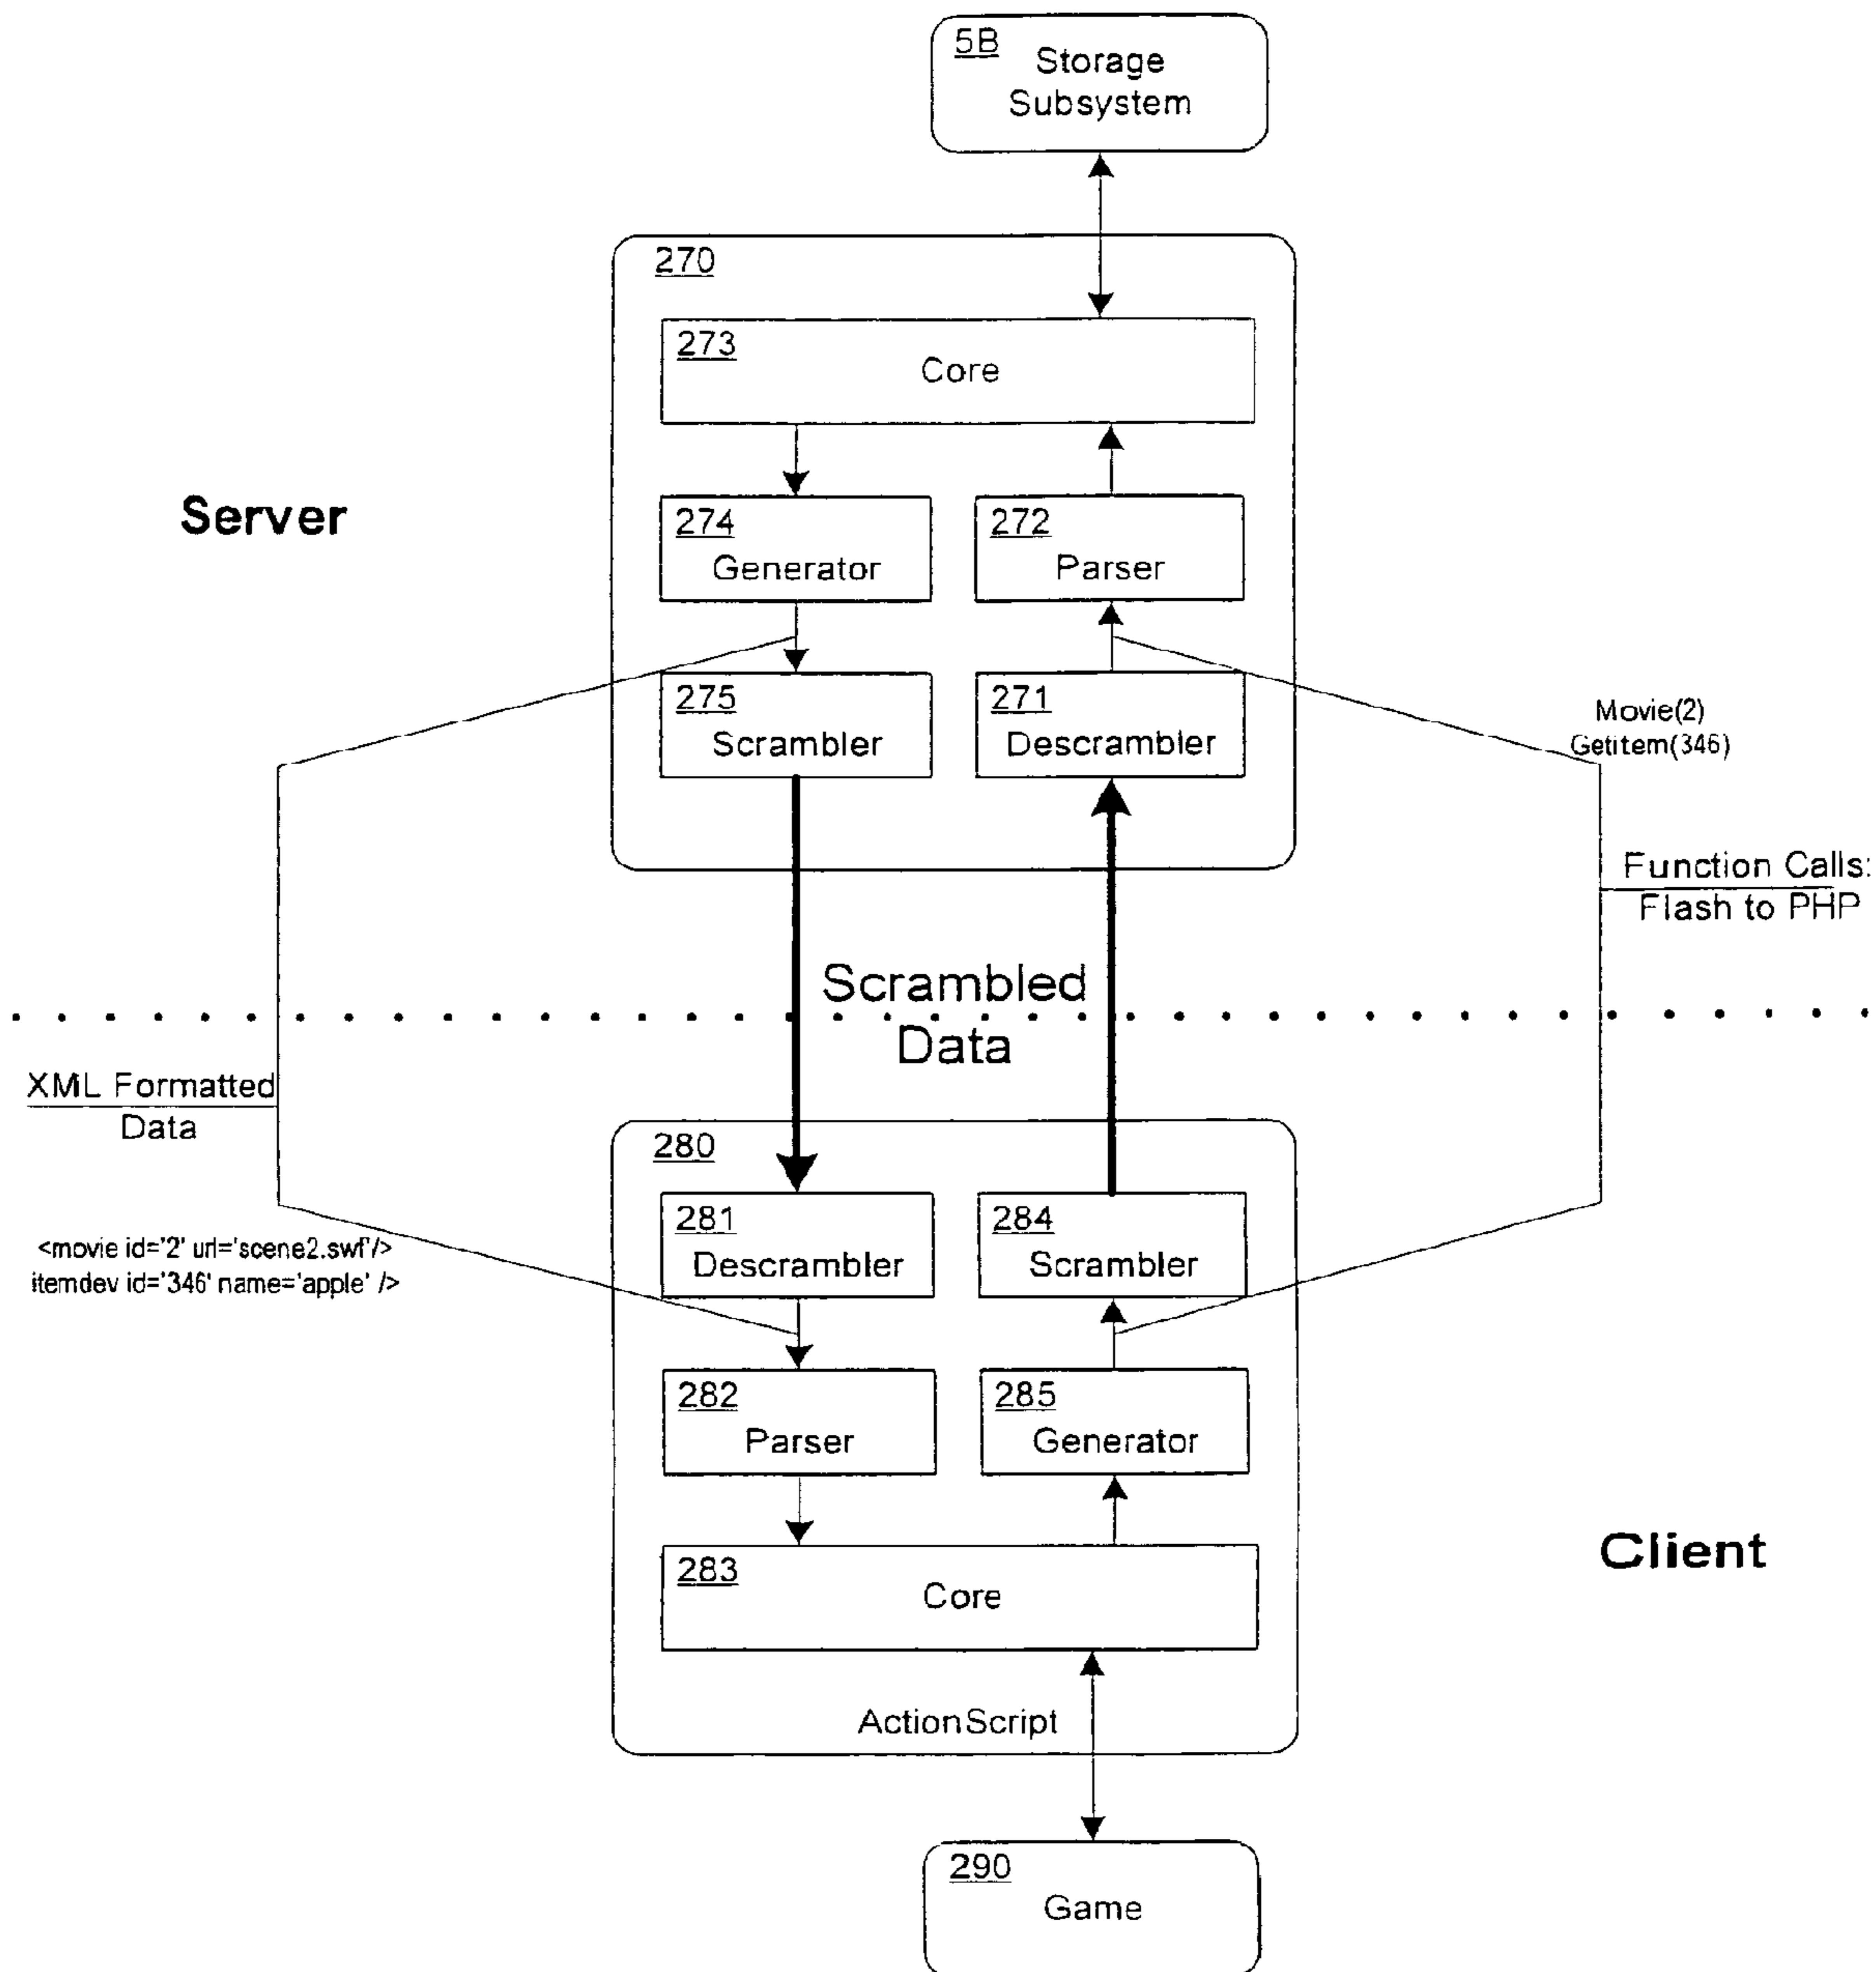 5B
Storage
Subsystem
270
273
Core
Server
274
Generator
272
Parser
275
Scrambler
271
Descrambler
Movie(2)
Getitem(346)
Function Calls:
Flash to PHP
Scrambled
Data
XML Formatted
Data
280
281
Descrambler
284
Scrambler
<movie id='2' url='scene2.swf'/>
itemdev id='346' name='apple' />
282
Parser
285
Generator
283
Core
Client
ActionScript
290
Game